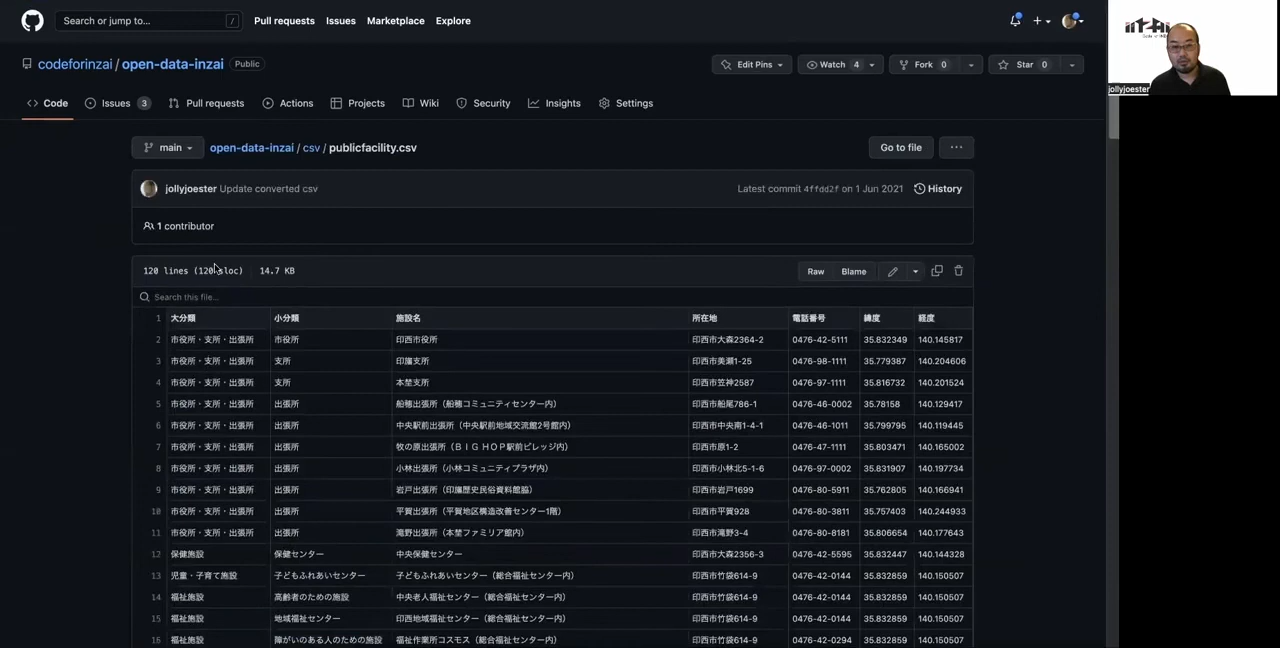 Search or jump to... /
Pull requests Issues Marketplace Explore
codeforinzai / open-data-inzai Public
Edit Pins Watch 4 Fork 0 Star 0
jollyjoester
Code Issues 3 Pull requests Actions Projects Wiki Security Insights Settings
main open-data-inzai / csv / publicfacility.csv Go to file ...
jollyjoester Update converted csv Latest commit 4ffdd2f on 1 Jun 2021 History
1 contributor
120 lines (120 sloc) 14.7 KB Raw Blame
Search this file...
1 大分類 小分類 施設名 所在地 電話番号 緯度 経度
2 市役所・支所・出張所 市役所 印西市役所 印西市大森2364-2 0476-42-5111 35.832349 140.145817
3 市役所・支所・出張所 支所 印旛支所 印西市美瀬1-25 0476-98-1111 35.779387 140.204606
4 市役所・支所・出張所 支所 本埜支所 印西市笠神2587 0476-97-1111 35.816732 140.201524
5 市役所・支所・出張所 出張所 船穂出張所（船穂コミュニティセンター内） 印西市船尾786-1 0476-46-0002 35.78158 140.129417
6 市役所・支所・出張所 出張所 中央駅前出張所（中央駅前地域交流館2号館内） 印西市中央南1-4-1 0476-46-1011 35.799795 140.119445
7 市役所・支所・出張所 出張所 牧の原出張所（ＢＩＧ ＨＯＰ駅前ビレッジ内） 印西市原1-2 0476-47-1111 35.803471 140.165002
8 市役所・支所・出張所 出張所 小林出張所（小林コミュニティプラザ内） 印西市小林北5-1-6 0476-97-0002 35.831907 140.197734
9 市役所・支所・出張所 出張所 岩戸出張所（印旛歴史民俗資料館脇） 印西市岩戸1699 0476-80-5911 35.762805 140.166941
10 市役所・支所・出張所 出張所 平賀出張所（平賀地区構造改善センター1階） 印西市平賀928 0476-80-3811 35.757403 140.244933
11 市役所・支所・出張所 出張所 滝野出張所（本埜ファミリア館内） 印西市滝野3-4 0476-80-8181 35.806654 140.177643
12 保健施設 保健センター 中央保健センター 印西市大森2356-3 0476-42-5595 35.832447 140.144328
13 児童・子育て施設 子どもふれあいセンター 子どもふれあいセンター（総合福祉センター内） 印西市竹袋614-9 0476-42-0144 35.832859 140.150507
14 福祉施設 高齢者のための施設 中央老人福祉センター（総合福祉センター内） 印西市竹袋614-9 0476-42-0144 35.832859 140.150507
15 福祉施設 地域福祉センター 印西地域福祉センター（総合福祉センター内） 印西市竹袋614-9 0476-42-0144 35.832859 140.150507
16 福祉施設 障がいのある人のための施設 福祉作業所コスモス（総合福祉センター内） 印西市竹袋614-9 0476-42-0294 35.832859 140.150507